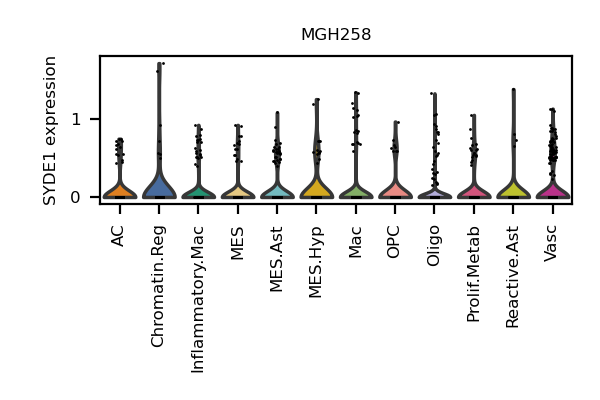 MGH258
SYDE1 expression
1
0
AC
Chromatin.Reg
Inflammatory.Mac
MES
MES.Ast
MES.Hyp
Mac
OPC
Oligo
Prolif.Metab
Reactive.Ast
Vasc